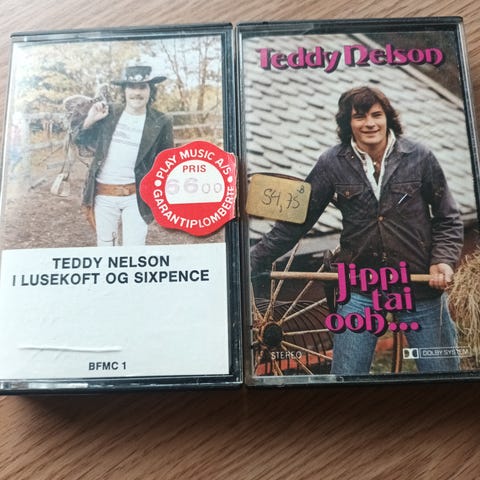 PLAY MUSIC A/S
PRIS
66 00
GARANTIPLOMBERT
TEDDY NELSON
I LUSEKOFT OG SIXPENCE
BFMC 1
Teddy Nelson
54,75
Jippi
tai
ooh...
STEREO
DOLBY SYSTEM